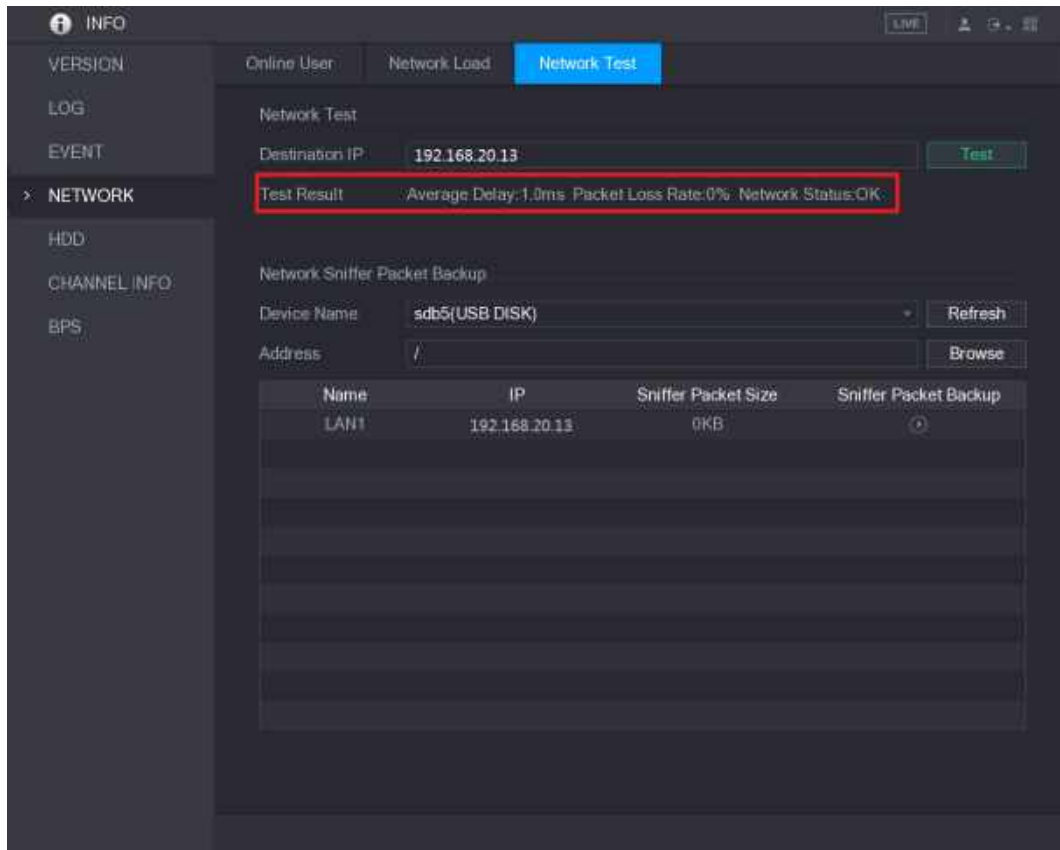 INFO LIVE
VERSION
LOG
EVENT
NETWORK
HDD
CHANNEL INFO
BPS
Online User Network Load Network Test
Network Test
Destination IP 192.168.20.13 Test
Test Result Average Delay:1.0ms Packet Loss Rate:0% Network Status:OK
Network Sniffer Packet Backup
Device Name sdb5(USB DISK) Refresh
Address / Browse
Name IP Sniffer Packet Size Sniffer Packet Backup
LAN1 192.168.20.13 0KB